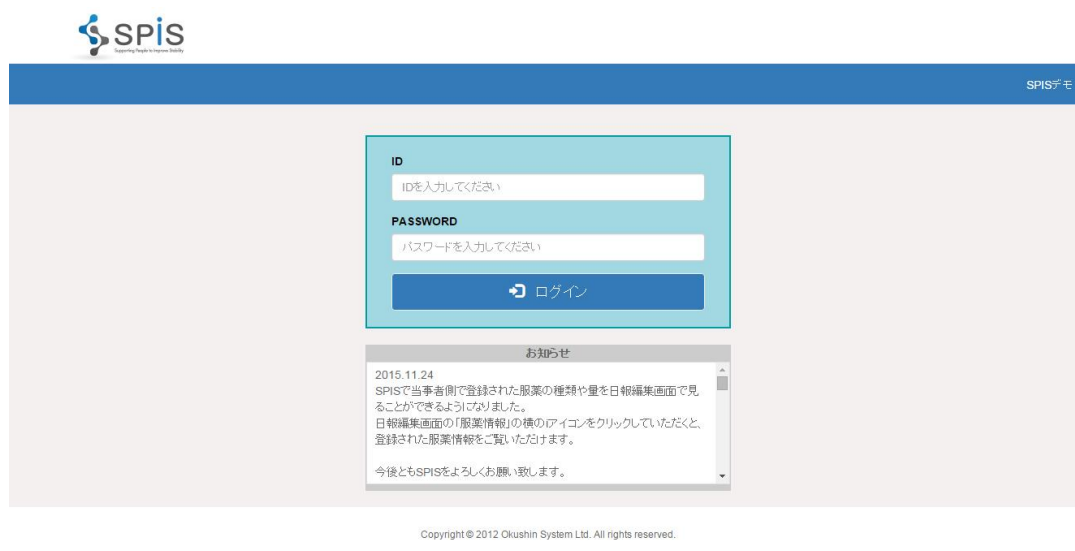 SPiS
Supporting People to Improve Stability
SPISデモ
ID
IDを入力してください
PASSWORD
パスワードを入力してください
ログイン
お知らせ
2015.11.24
SPISで当事者側で登録された服薬の種類や量を日報編集画面で見
ることができるようになりました。
日報編集画面の「服薬情報」の横のiアイコンをクリックしていただくと、
登録された服薬情報をご覧いただけます。
今後ともSPISをよろしくお願い致します。
Copyright © 2012 Okushin System Ltd. All rights reserved.